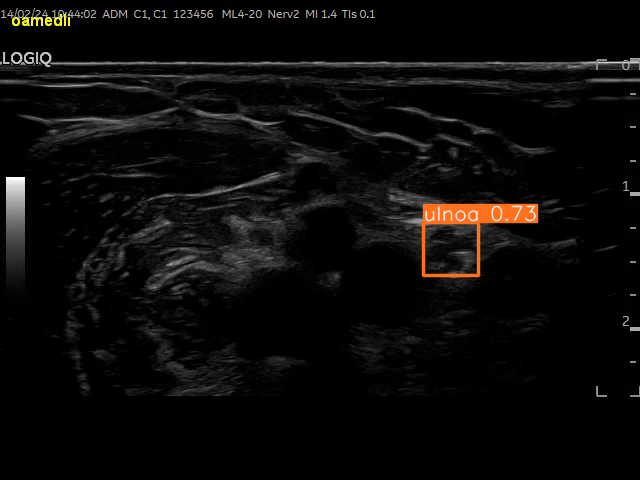 14/02/24 10:44:02 ADM C1, C1 123456 ML4-20 Nerv2 MI 1.4 TIs 0.1
oamedli
LOGIQ
0
1
ulnoa 0.73
2